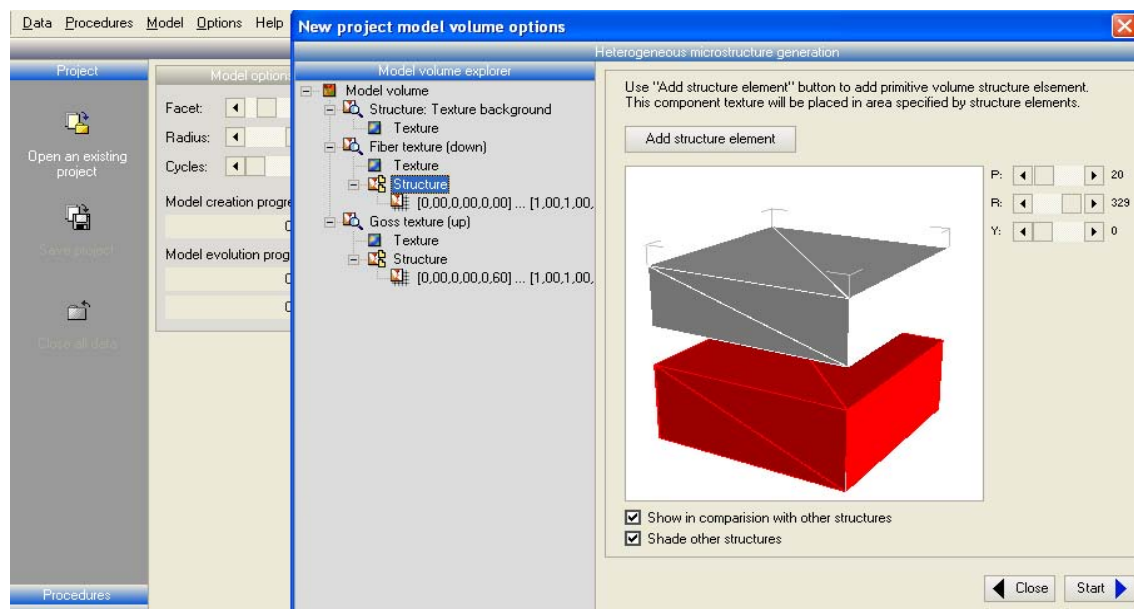 Data Procedures Model Options Help
New project model volume options
Heterogeneous microstructure generation
Project
Open an existing
project
Save project
Close all data
Procedures
Model options
Facet:
Radius:
Cycles:
Model creation progre
Model evolution prog
Model volume explorer
Model volume
Structure: Texture background
Texture
Fiber texture (down)
Texture
Structure
[0,00,0,00,0,00] ... [1,00,1,00,
Goss texture (up)
Texture
Structure
[0,00,0,00,0,60] ... [1,00,1,00,
Use "Add structure element" button to add primitive volume structure elsement.
This component texture will be placed in area specified by structure elements.
Add structure element
P: 20
R: 329
Y: 0
Show in comparision with other structures
Shade other structures
Close Start